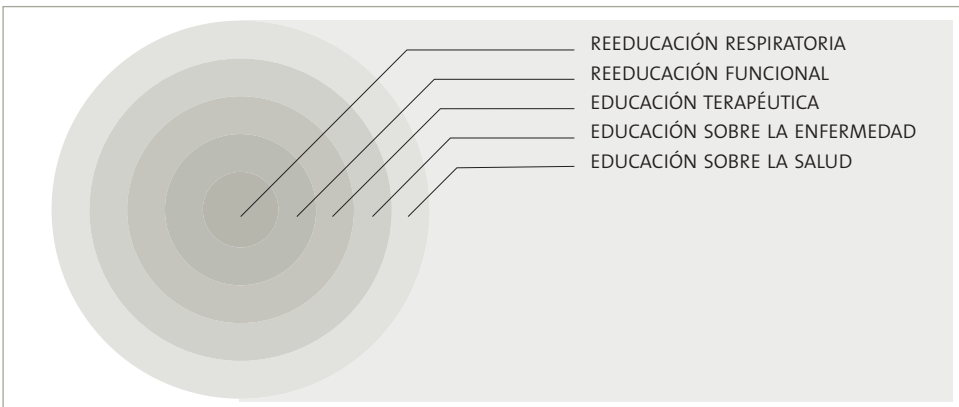 REEDUCACIÓN RESPIRATORIA
REEDUCACIÓN FUNCIONAL
EDUCACIÓN TERAPÉUTICA
EDUCACIÓN SOBRE LA ENFERMEDAD
EDUCACIÓN SOBRE LA SALUD